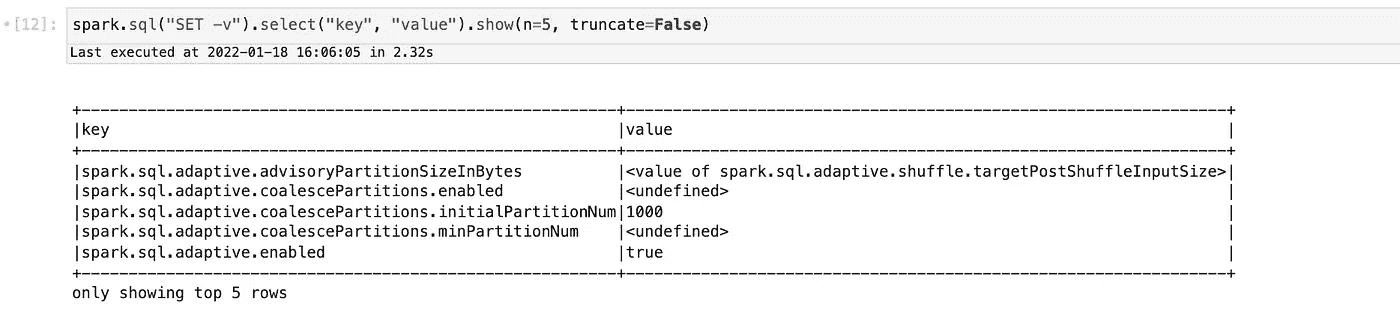 [12]: spark.sql("SET -v").select("key", "value").show(n=5, truncate=False)
Last executed at 2022-01-18 16:06:05 in 2.32s
+---------------------------------------------------------+----------------------------------------------------------------+
|key                                                      |value                                                           |
+---------------------------------------------------------+----------------------------------------------------------------+
|spark.sql.adaptive.advisoryPartitionSizeInBytes          |<value of spark.sql.adaptive.shuffle.targetPostShuffleInputSize>|
|spark.sql.adaptive.coalescePartitions.enabled            |<undefined>                                                     |
|spark.sql.adaptive.coalescePartitions.initialPartitionNum|1000                                                            |
|spark.sql.adaptive.coalescePartitions.minPartitionNum    |<undefined>                                                     |
|spark.sql.adaptive.enabled                               |true                                                            |
+---------------------------------------------------------+----------------------------------------------------------------+
only showing top 5 rows